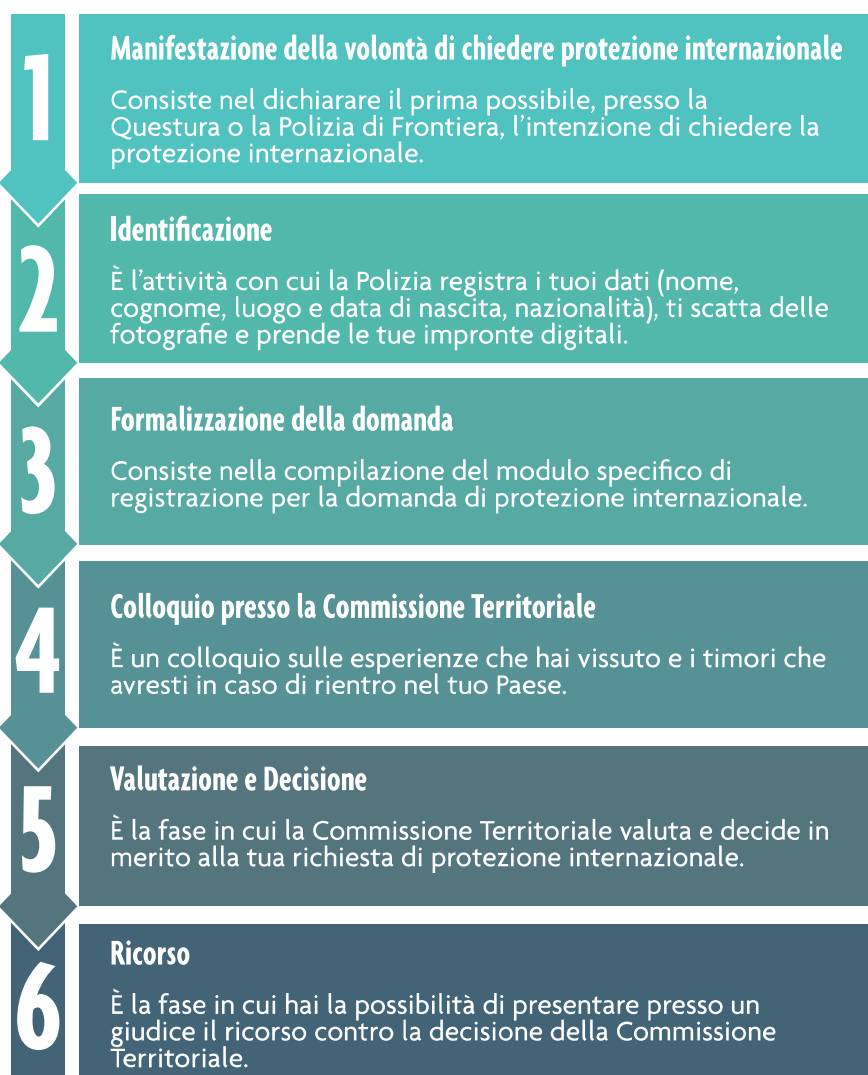 1
Manifestazione della volontà di chiedere protezione internazionale
Consiste nel dichiarare il prima possibile, presso la
Questura o la Polizia di Frontiera, l’intenzione di chiedere la
protezione internazionale.
2
Identificazione
È l’attività con cui la Polizia registra i tuoi dati (nome,
cognome, luogo e data di nascita, nazionalità), ti scatta delle
fotografie e prende le tue impronte digitali.
3
Formalizzazione della domanda
Consiste nella compilazione del modulo specifico di
registrazione per la domanda di protezione internazionale.
4
Colloquio presso la Commissione Territoriale
È un colloquio sulle esperienze che hai vissuto e i timori che
avresti in caso di rientro nel tuo Paese.
5
Valutazione e Decisione
È la fase in cui la Commissione Territoriale valuta e decide in
merito alla tua richiesta di protezione internazionale.
6
Ricorso
È la fase in cui hai la possibilità di presentare presso un
giudice il ricorso contro la decisione della Commissione
Territoriale.